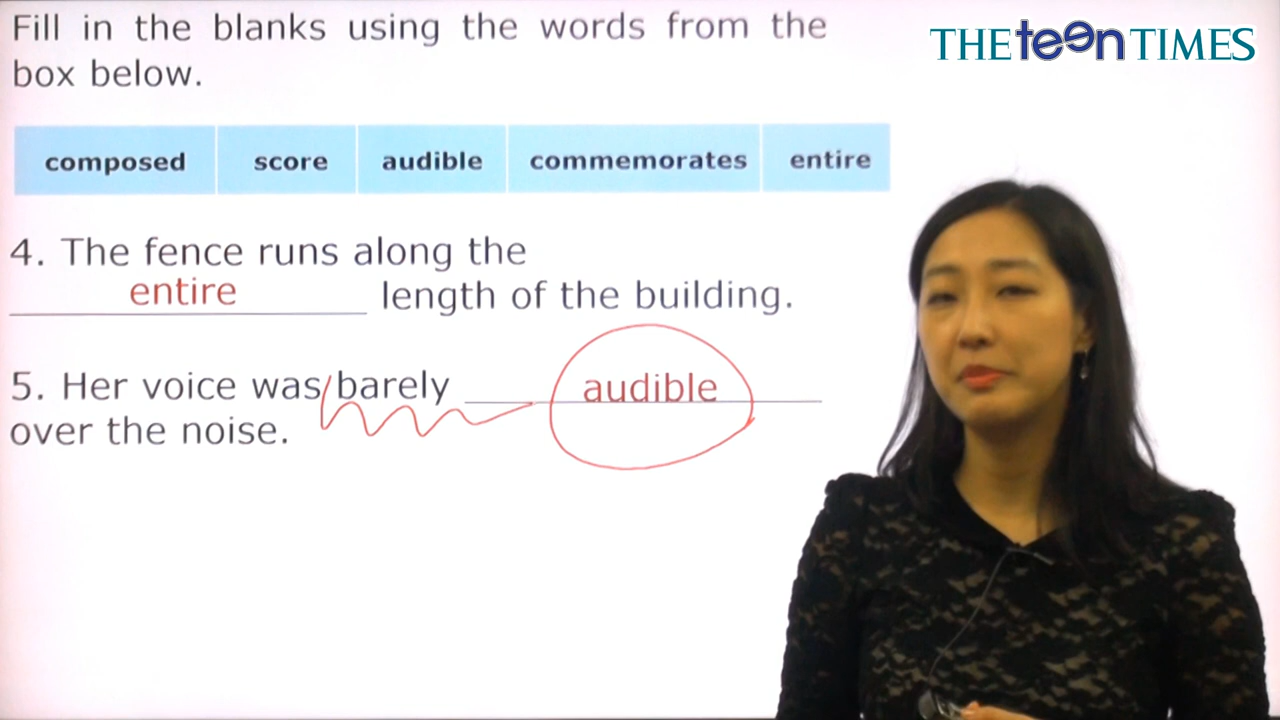 Fill in the blanks using the words from the
box below.
THE teen TIMES
composed score audible commemorates entire
4. The fence runs along the
entire length of the building.
5. Her voice was barely audible
over the noise.